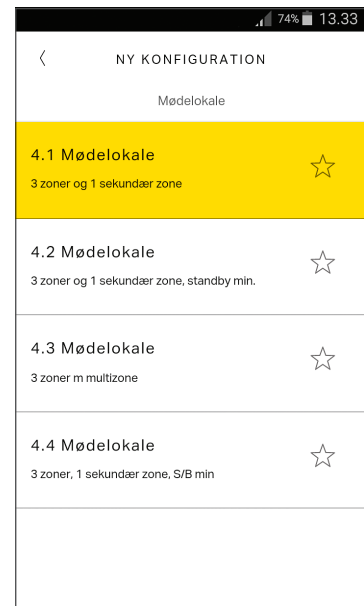 74% 13.33
NY KONFIGURATION
Mødelokale
4.1 Mødelokale
3 zoner og 1 sekundær zone
4.2 Mødelokale
3 zoner og 1 sekundær zone, standby min.
4.3 Mødelokale
3 zoner m multizone
4.4 Mødelokale
3 zoner, 1 sekundær zone, S/B min